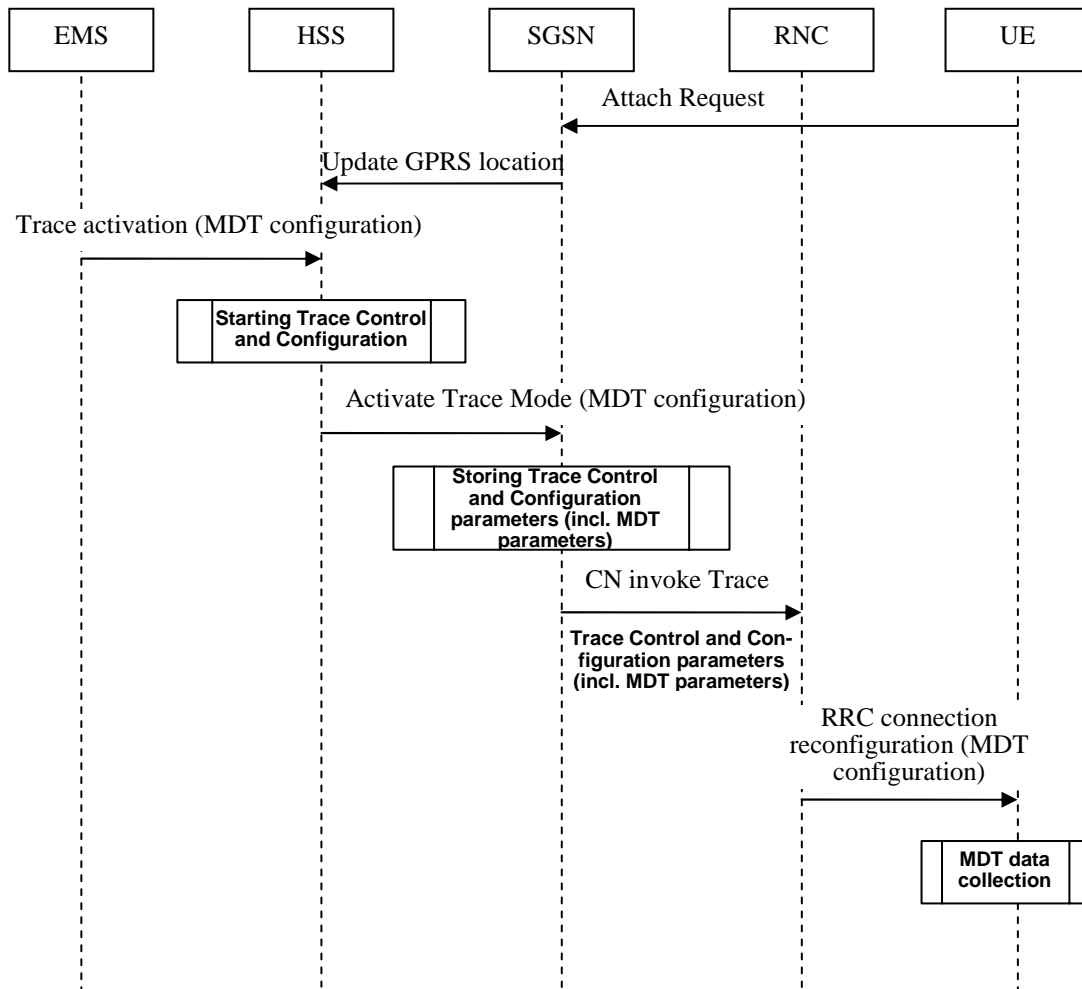 EMS
HSS
SGSN
RNC
UE
Attach Request
Update GPRS location
Trace activation (MDT configuration)
Starting Trace Control
and Configuration
Activate Trace Mode (MDT configuration)
Storing Trace Control
and Configuration
parameters (incl. MDT
parameters)
CN invoke Trace
Trace Control and Con-
figuration parameters
(incl. MDT parameters)
RRC connection
reconfiguration (MDT
configuration)
MDT data
collection